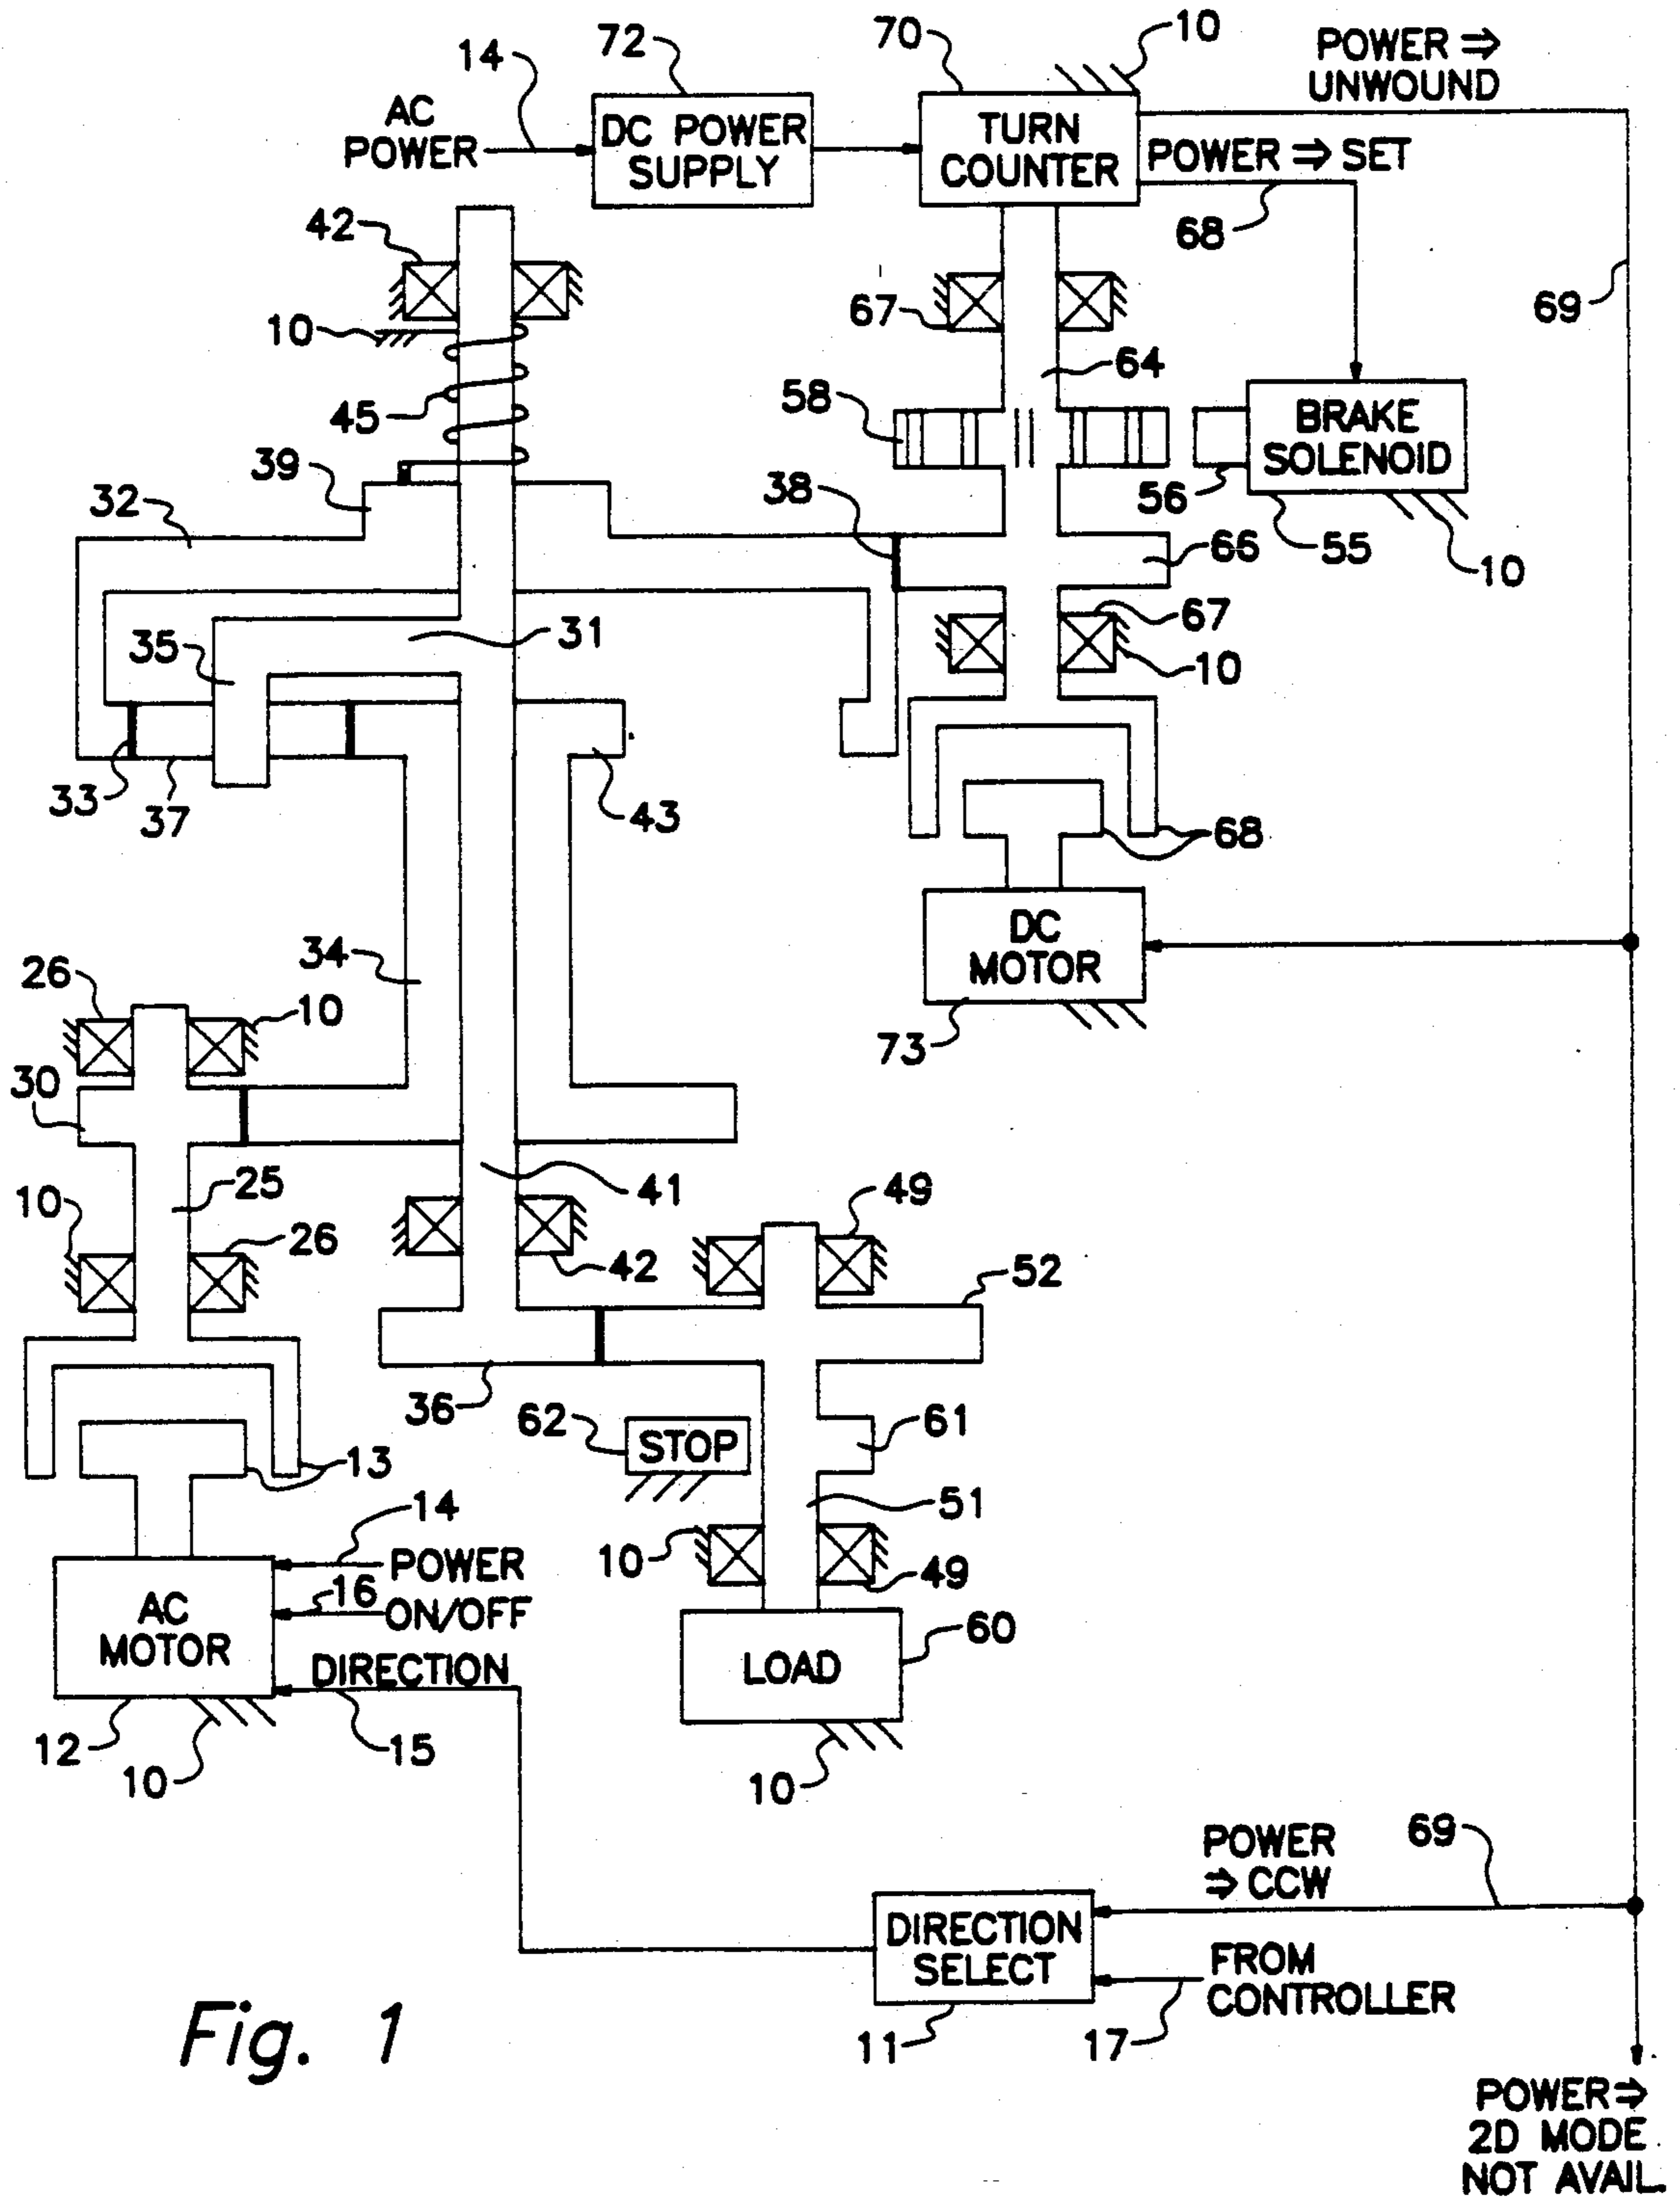 72
70
10
POWER ⇒
UNWOUND
14
AC
POWER
DC POWER
SUPPLY
TURN
COUNTER
POWER ⇒ SET
68
69
42
10
67
64
45
58
BRAKE
SOLENOID
56
55
10
39
38
32
66
67
10
31
35
33
37
43
68
DC
MOTOR
73
34
26
10
30
25
41
10
26
42
49
52
36
62
STOP
61
13
51
14
POWER
10
49
16
ON/OFF
AC
MOTOR
DIRECTION
LOAD
60
12
10
15
10
POWER
⇒ CCW
69
DIRECTION
SELECT
FROM
CONTROLLER
11
17
Fig. 1
POWER⇒
2D MODE
NOT AVAIL.